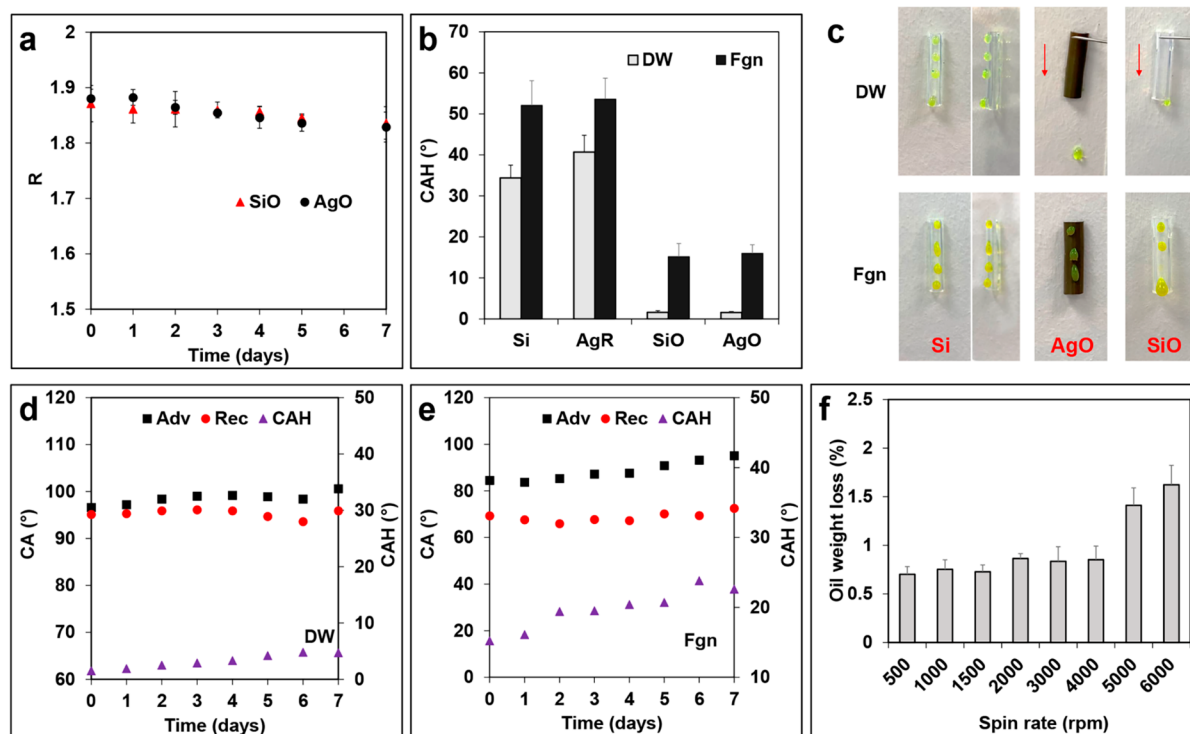 a
2
1.9
1.8
1.7
1.6
1.5
R
SiO AgO
0 1 2 3 4 5 6 7
Time (days)
b
DW Fgn
70
60
50
40
30
20
10
0
CAH (°)
Si AgR SiO AgO
c
DW
Fgn
Si AgO SiO
d
Adv Rec CAH
120
110
100
90
80
70
60
CA (°)
50
40
30
20
10
0
CAH (°)
DW
0 1 2 3 4 5 6 7
Time (days)
e
Adv Rec CAH
120
100
80
60
40
20
0
CA (°)
50
40
30
20
10
CAH (°)
Fgn
0 1 2 3 4 5 6 7
Time (days)
f
2.5
2
1.5
1
0.5
0
Oil weight loss (%)
500 1000 1500 2000 3000 4000 5000 6000
Spin rate (rpm)